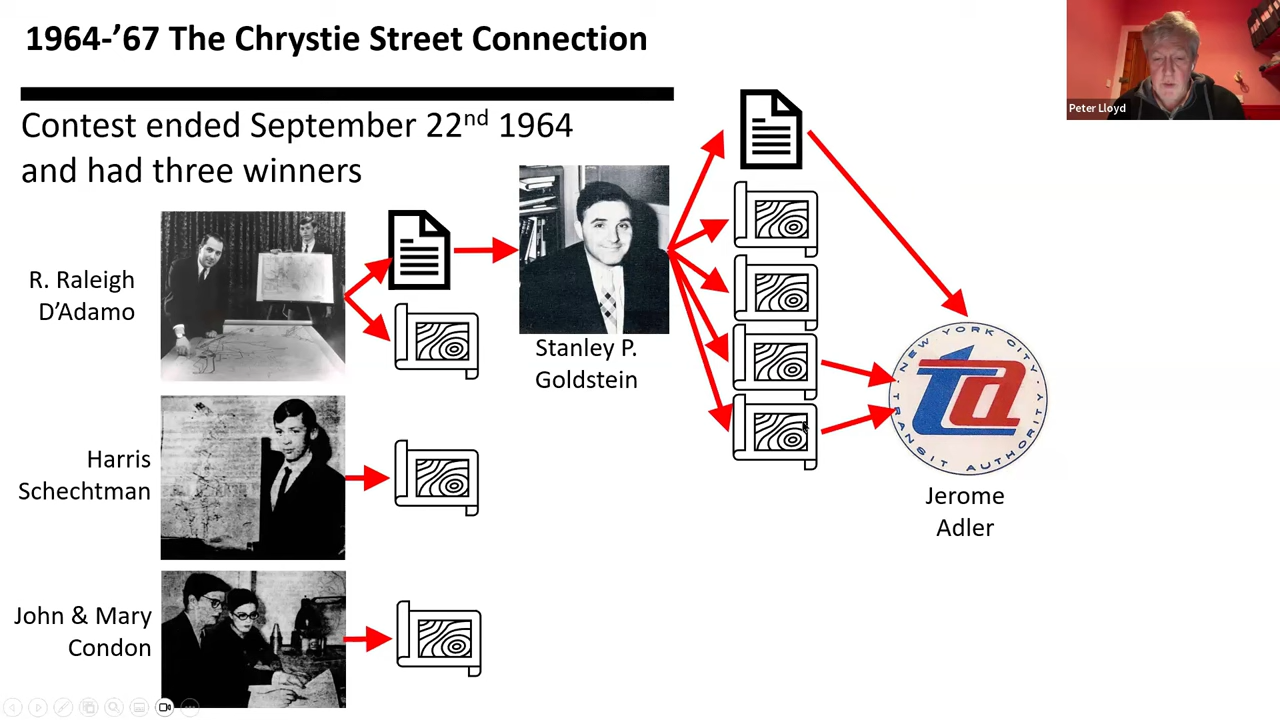 1964-’67 The Chrystie Street Connection
Contest ended September 22nd 1964
and had three winners
R. Raleigh
D’Adamo
Harris
Schechtman
John & Mary
Condon
Stanley P.
Goldstein
NEW YORK CITY
ta
TRANSIT AUTHORITY
Jerome
Adler
Peter Lloyd